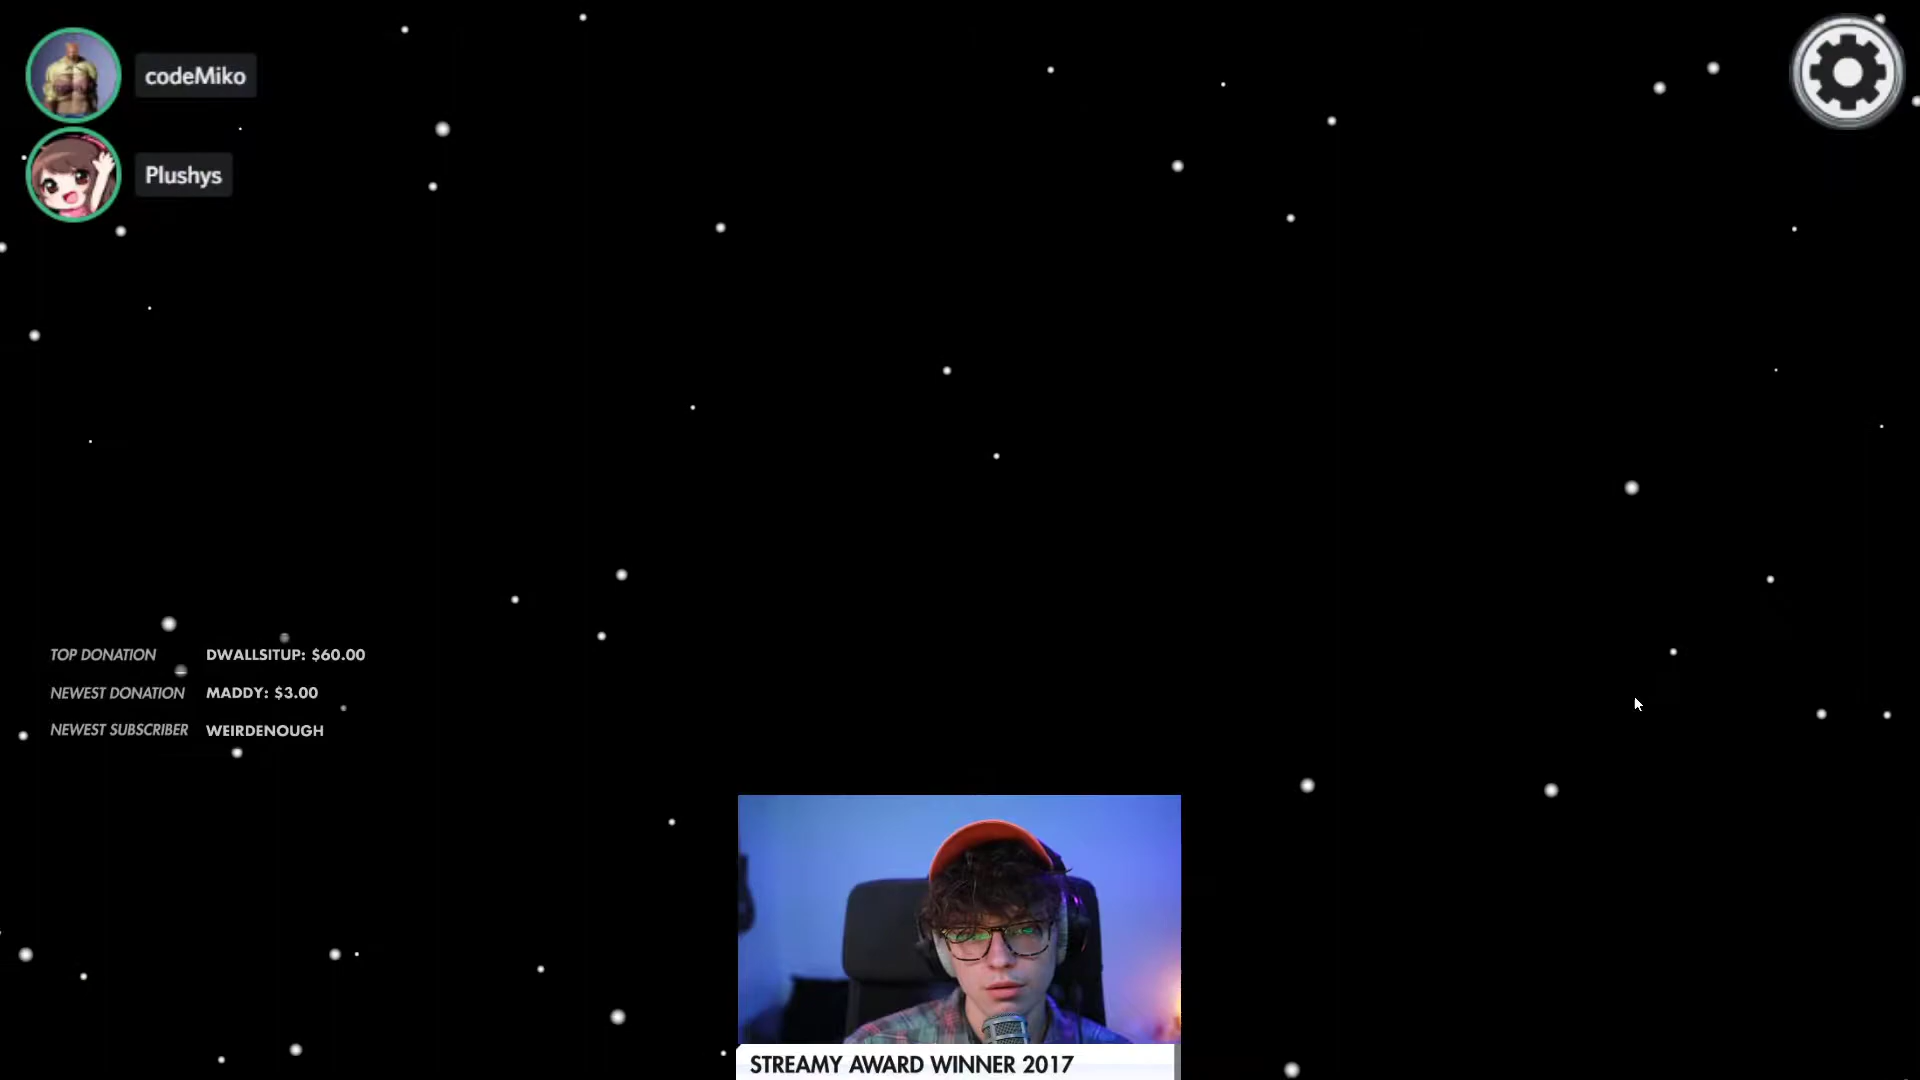 codeMiko
Plushys
TOP DONATION DWALLSITUP: $60.00
NEWEST DONATION MADDY: $3.00
NEWEST SUBSCRIBER WEIRDENOUGH
STREAMY AWARD WINNER 2017